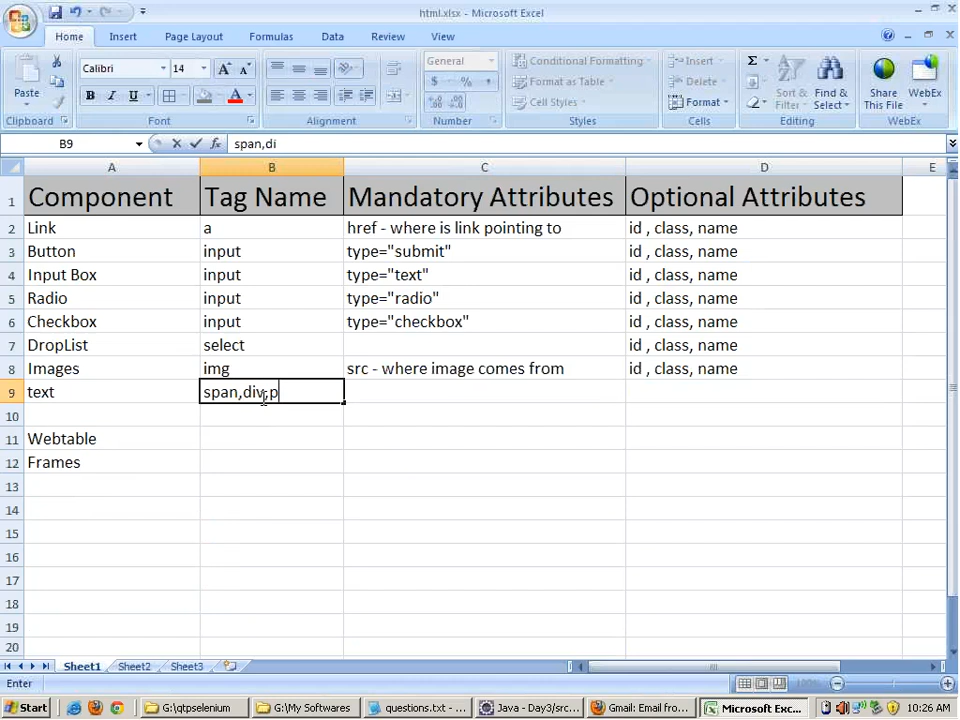 html.xlsx - Microsoft Excel
Home Insert Page Layout Formulas Data Review View
Paste
Calibri 14
A A
B I U A
General
$ % ,
Conditional Formatting
Format as Table
Cell Styles
Insert
Delete
Format
Σ
Sort & Filter
Find & Select
Share This File
WebEx
Clipboard Font Alignment Number Styles Cells Editing WebEx
B9 fx span,di
A B C D E
1 Component Tag Name Mandatory Attributes Optional Attributes
2 Link a href - where is link pointing to id , class, name
3 Button input type="submit" id , class, name
4 Input Box input type="text" id , class, name
5 Radio input type="radio" id , class, name
6 Checkbox input type="checkbox" id , class, name
7 DropList select id , class, name
8 Images img src - where image comes from id , class, name
9 text span,div,p
10
11 Webtable
12 Frames
13
14
15
16
17
18
19
20
Sheet1 Sheet2 Sheet3
Enter 100%
Start G:\qtpselenium G:\My Softwares questions.txt - ... Java - Day3/src... Gmail: Email fro... Microsoft Exc... 10:26 AM